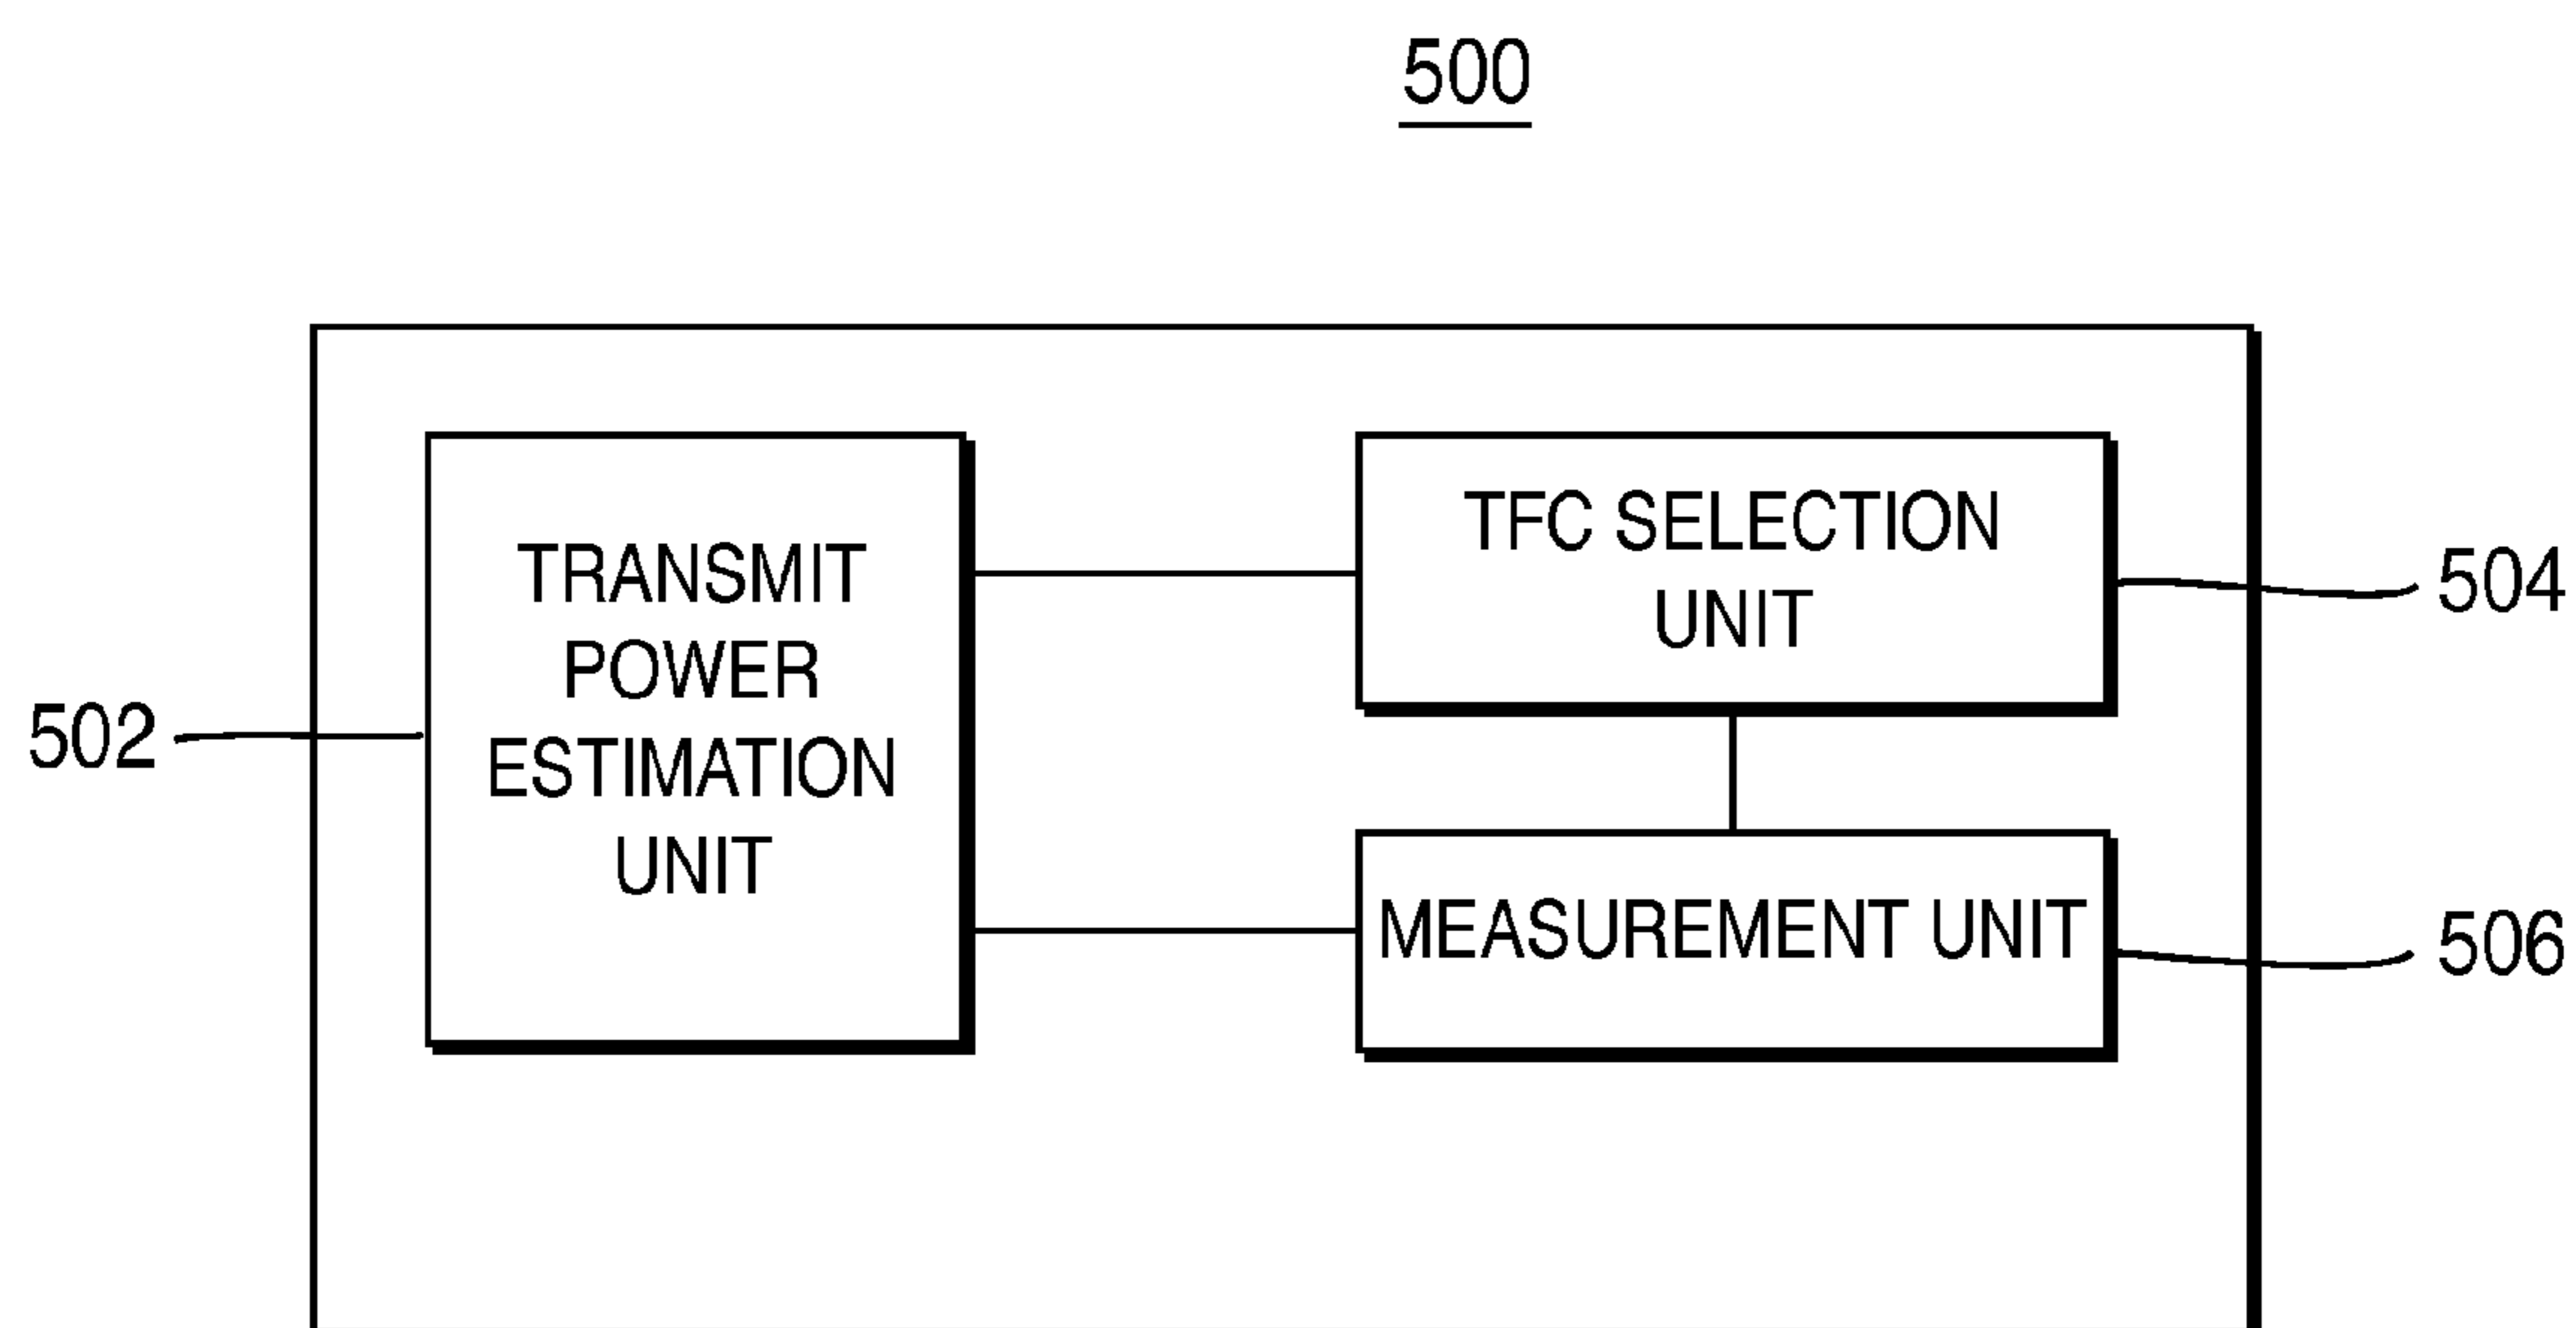 500
TRANSMIT
POWER
ESTIMATION
UNIT
TFC SELECTION
UNIT
MEASUREMENT UNIT
502
504
506